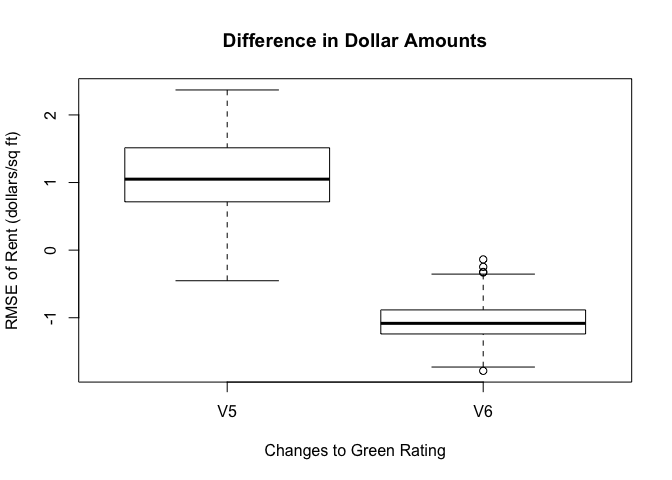 Difference in Dollar Amounts
RMSE of Rent (dollars/sq ft)
2
1
0
-1
V5 V6
Changes to Green Rating